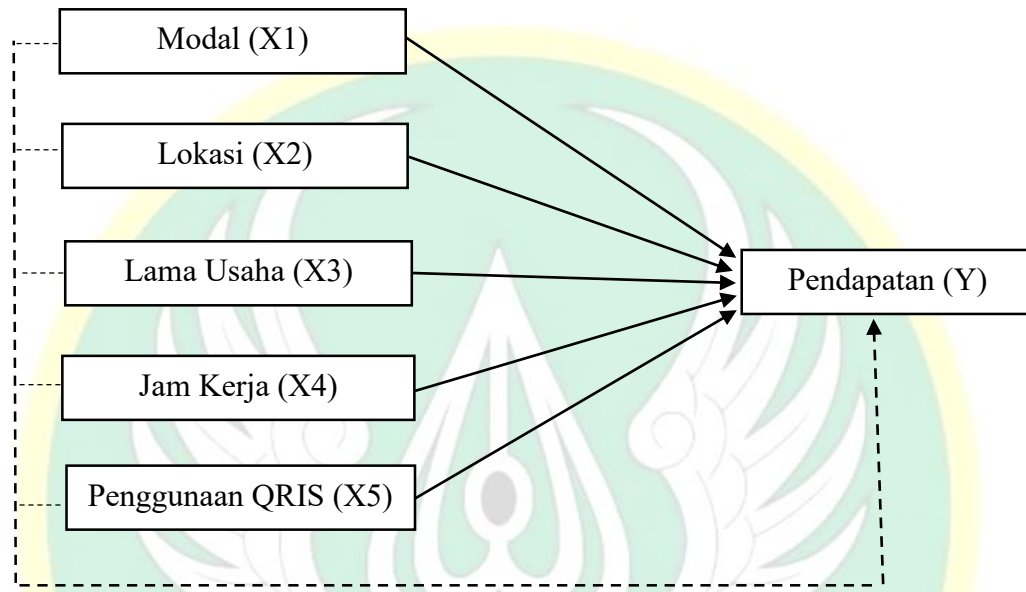 Modal (X1)
Lokasi (X2)
Lama Usaha (X3)
Pendapatan (Y)
Jam Kerja (X4)
Penggunaan QRIS (X5)